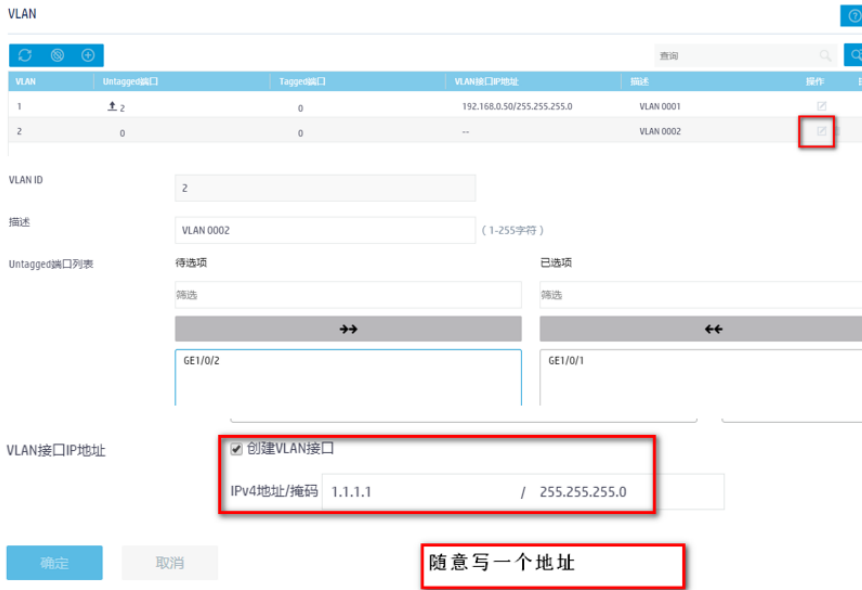 VLAN
查询
VLAN Untagged端口 Tagged端口 VLAN接口IP地址 描述 操作
1 2 0 192.168.0.50/255.255.255.0 VLAN 0001
2 0 0 -- VLAN 0002
VLAN ID 2
描述 VLAN 0002 (1-255字符)
Untagged端口列表 待选项 已选项
筛选 筛选
GE1/0/2 GE1/0/1
VLAN接口IP地址 创建VLAN接口
IPv4地址/掩码 1.1.1.1 / 255.255.255.0
确定 取消 随意写一个地址